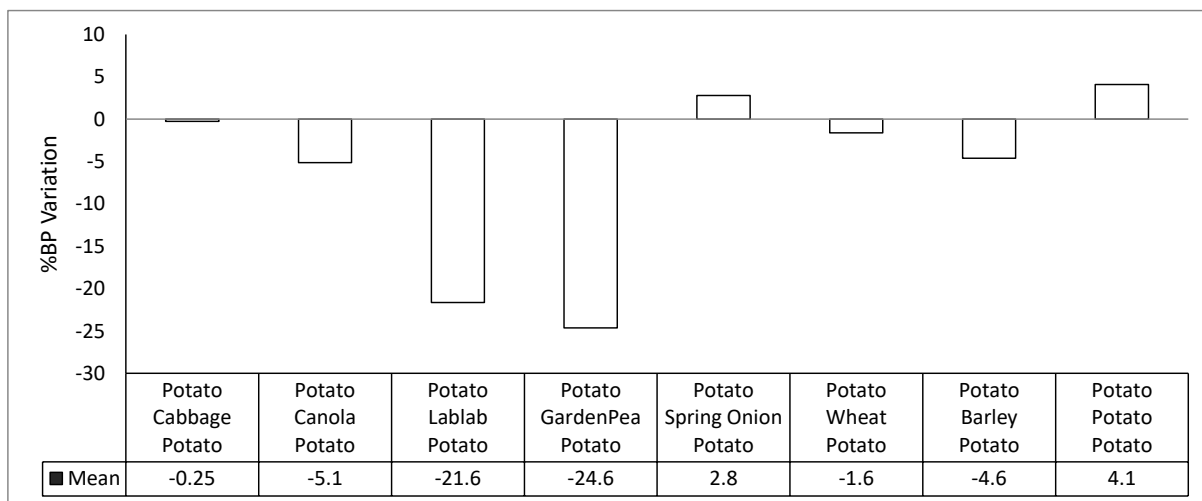 10
5
0
-5
-10
-15
-20
-25
-30
%BP Variation
Potato Potato Potato Potato Potato Potato Potato Potato
Cabbage Canola Lablab GardenPea Spring Onion Wheat Barley Potato
Potato Potato Potato Potato Potato Potato Potato Potato
Mean -0.25 -5.1 -21.6 -24.6 2.8 -1.6 -4.6 4.1